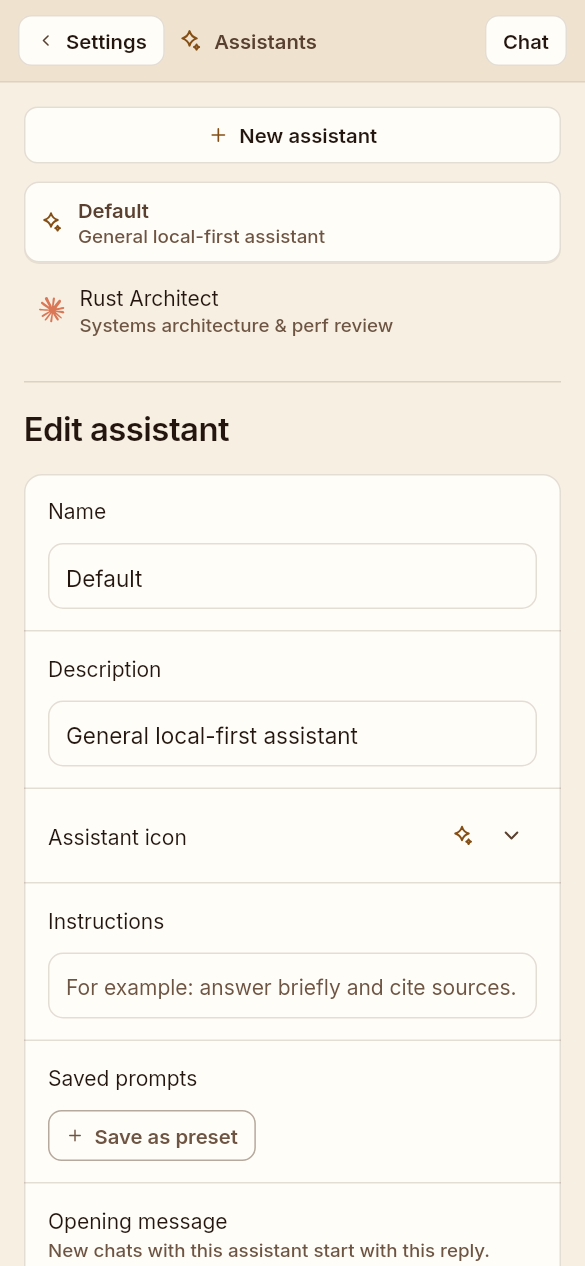 Settings
Assistants
Chat
New assistant
Default
General local-first assistant
Rust Architect
Systems architecture & perf review
Edit assistant
Name
Default
Description
General local-first assistant
Assistant icon
Instructions
For example: answer briefly and cite sources.
Saved prompts
Save as preset
Opening message
New chats with this assistant start with this reply.